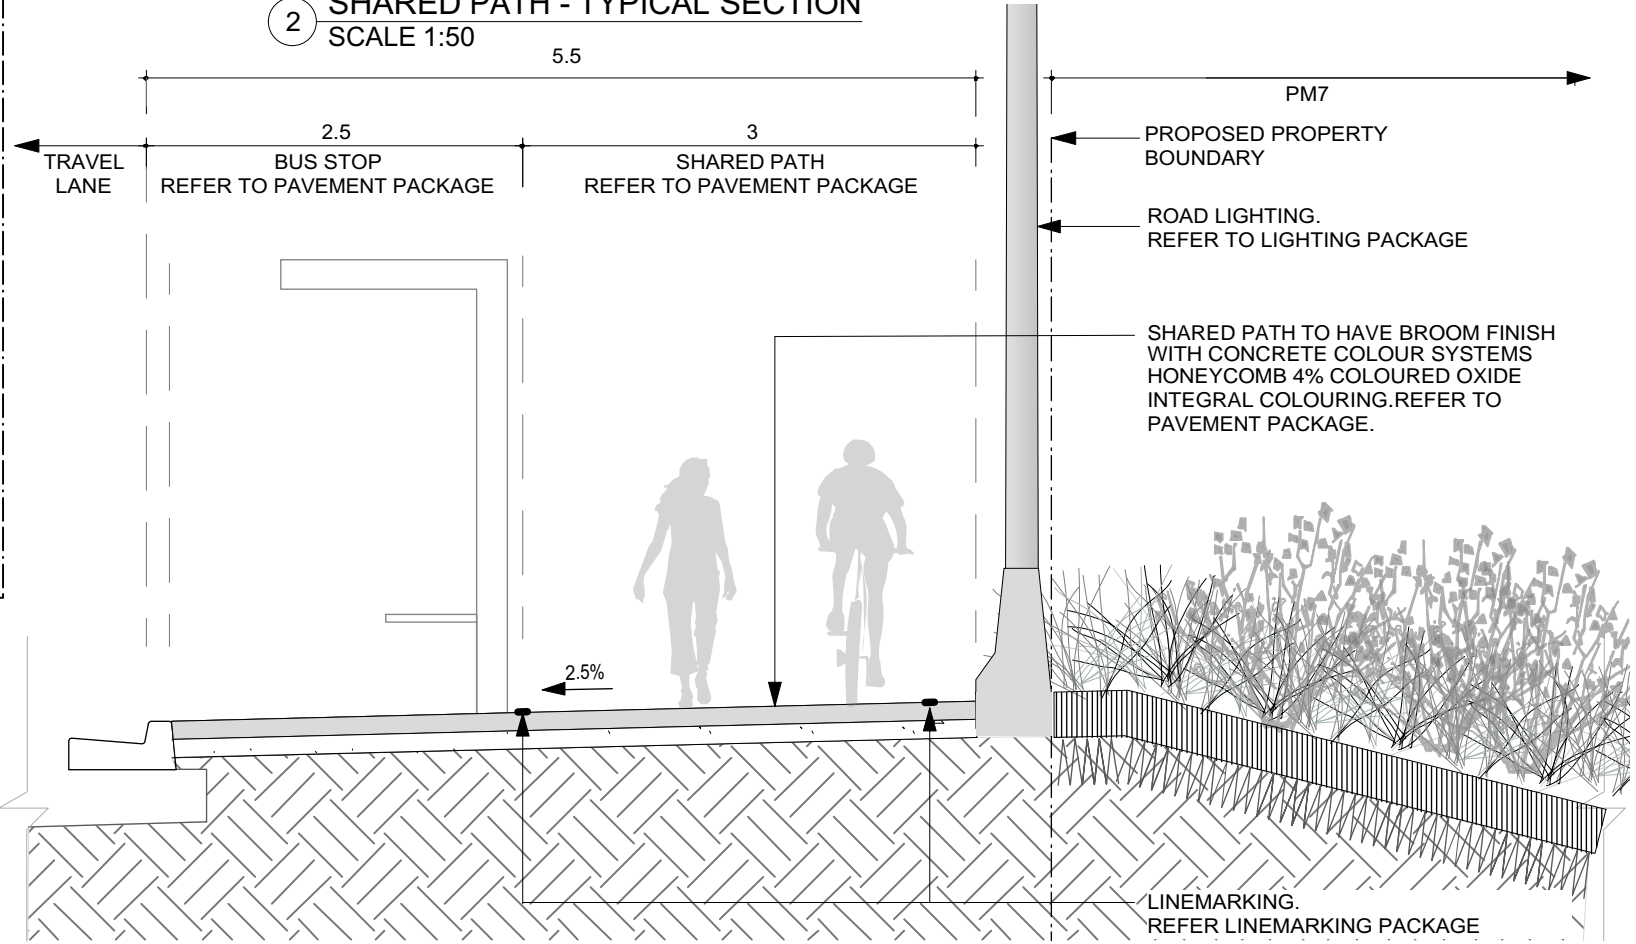 2
SHARED PATH - TYPICAL SECTION
SCALE 1:50
5.5
PM7
2.5
3
TRAVEL
LANE
BUS STOP
REFER TO PAVEMENT PACKAGE
SHARED PATH
REFER TO PAVEMENT PACKAGE
PROPOSED PROPERTY
BOUNDARY
ROAD LIGHTING.
REFER TO LIGHTING PACKAGE
SHARED PATH TO HAVE BROOM FINISH
WITH CONCRETE COLOUR SYSTEMS
HONEYCOMB 4% COLOURED OXIDE
INTEGRAL COLOURING.REFER TO
PAVEMENT PACKAGE.
2.5%
LINEMARKING.
REFER LINEMARKING PACKAGE